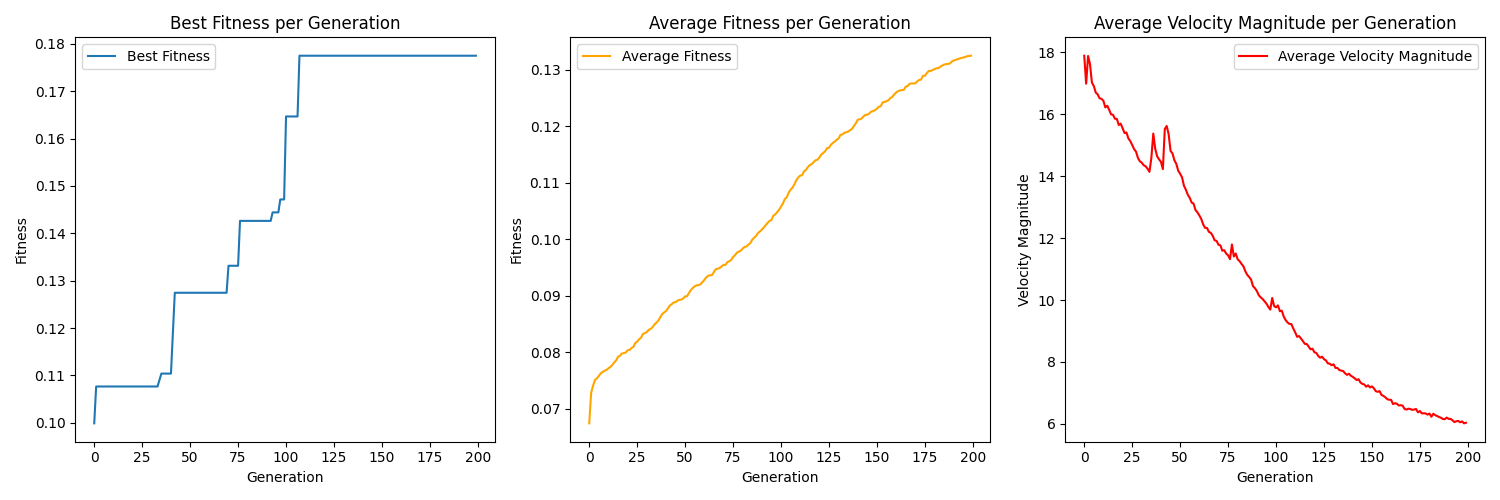 Best Fitness per Generation
Best Fitness
0.18
0.17
0.16
0.15
0.14
0.13
0.12
0.11
0.10
Fitness
0 25 50 75 100 125 150 175 200
Generation
Average Fitness per Generation
Average Fitness
0.13
0.12
0.11
0.10
0.09
0.08
0.07
Fitness
0 25 50 75 100 125 150 175 200
Generation
Average Velocity Magnitude per Generation
Average Velocity Magnitude
18
16
14
12
10
8
6
Velocity Magnitude
0 25 50 75 100 125 150 175 200
Generation